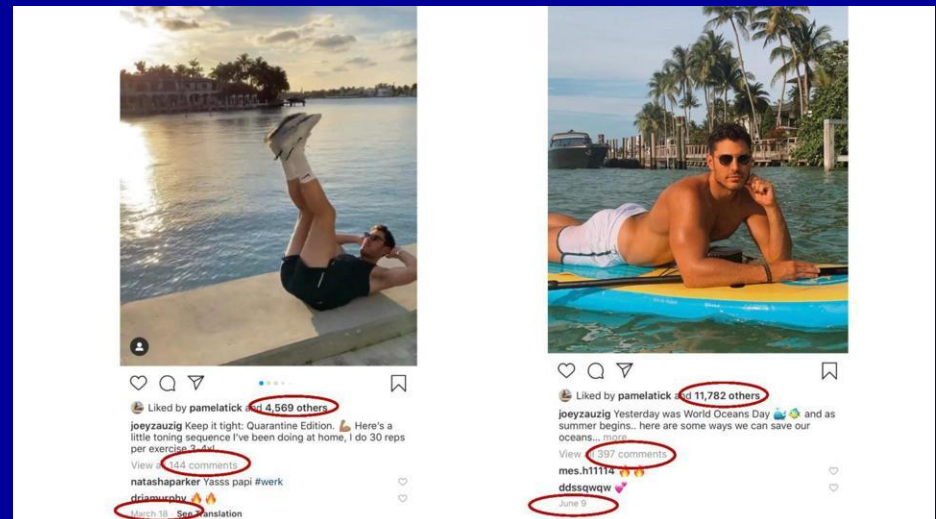 Liked by pamelatick and 4,569 others
joeyzauzig Keep it tight: Quarantine Edition. 💪 Here's a
little toning sequence I've been doing at home, I do 30 reps
per exercise 3-4x!
View all 144 comments
natashaparker Yasss papi #werk
driamurphy 🔥🔥
March 18 · See Translation
Liked by pamelatick and 11,782 others
joeyzauzig Yesterday was World Oceans Day 🐳 🐠 and as
summer begins.. here are some ways we can save our
oceans... more
View all 397 comments
mes.h11114 🔥🔥
ddssqwqw 💕
June 9